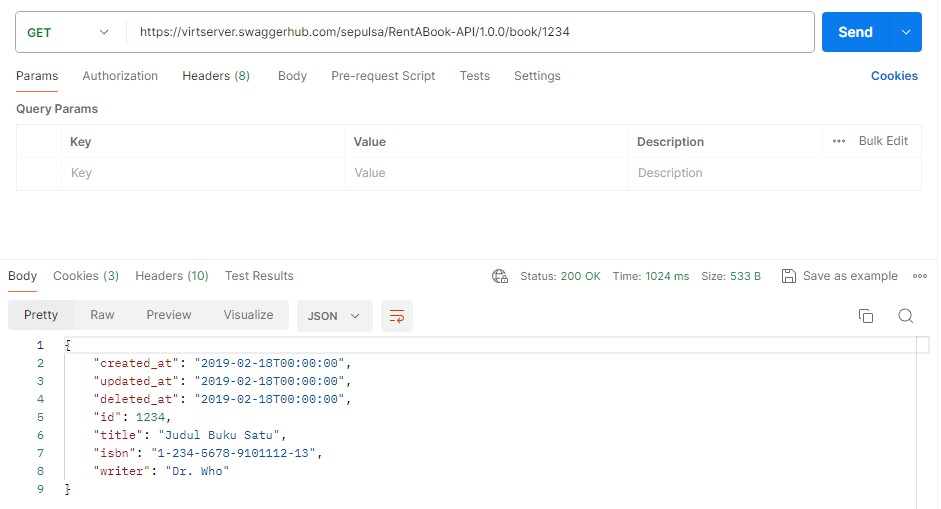 GET https://virtserver.swaggerhub.com/sepulsa/RentABook-API/1.0.0/book/1234 Send
Params Authorization Headers (8) Body Pre-request Script Tests Settings Cookies
Query Params
Key Value Description ••• Bulk Edit
Key Value Description
Body Cookies (3) Headers (10) Test Results Status: 200 OK Time: 1024 ms Size: 533 B Save as example
Pretty Raw Preview Visualize JSON
1 {
2 "created_at": "2019-02-18T00:00:00",
3 "updated_at": "2019-02-18T00:00:00",
4 "deleted_at": "2019-02-18T00:00:00",
5 "id": 1234,
6 "title": "Judul Buku Satu",
7 "isbn": "1-234-5678-9101112-13",
8 "writer": "Dr. Who"
9 }